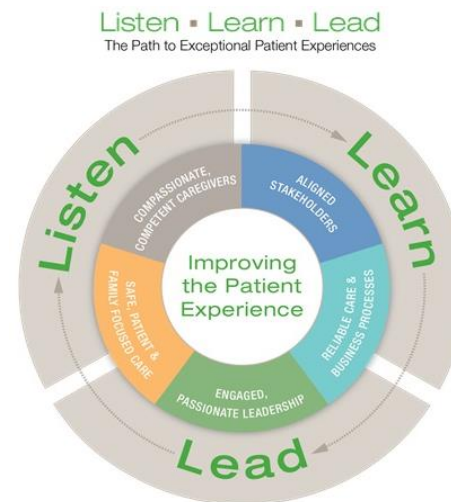 Listen ▪ Learn ▪ Lead
The Path to Exceptional Patient Experiences
Listen
Learn
Lead
COMPASSIONATE,
COMPETENT CAREGIVERS
ALIGNED
STAKEHOLDERS
RELIABLE CARE &
BUSINESS PROCESSES
ENGAGED,
PASSIONATE LEADERSHIP
SAFE, PATIENT &
FAMILY FOCUSED CARE
Improving
the Patient
Experience